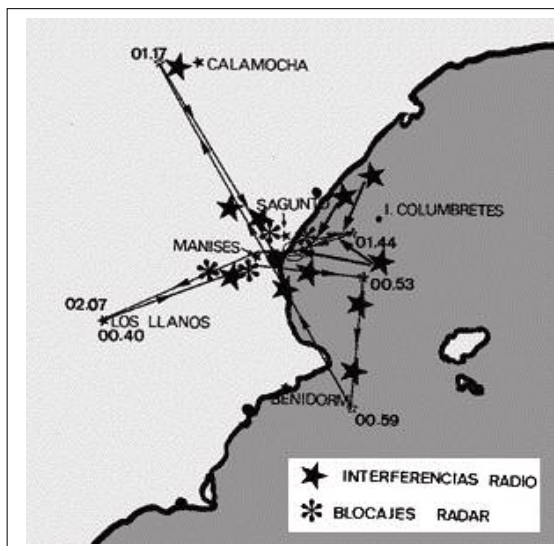 01.17
CALAMOCHA
SAGUNTO
I. COLUMBRETES
MANISES
01.44
00.53
02.07
LOS LLANOS
00.40
BENIDORM
00.59
INTERFERENCIAS RADIO
BLOCAJES RADAR